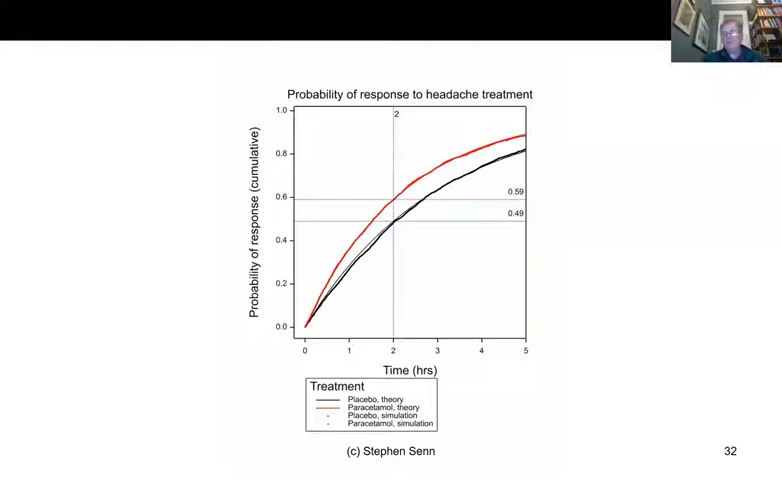 Probability of response to headache treatment
Probability of response (cumulative)
1.0
0.8
0.6
0.4
0.2
0.0
2
0.59
0.49
0 1 2 3 4 5
Time (hrs)
Treatment
Placebo, theory
Paracetamol, theory
Placebo, simulation
Paracetamol, simulation
(c) Stephen Senn
32